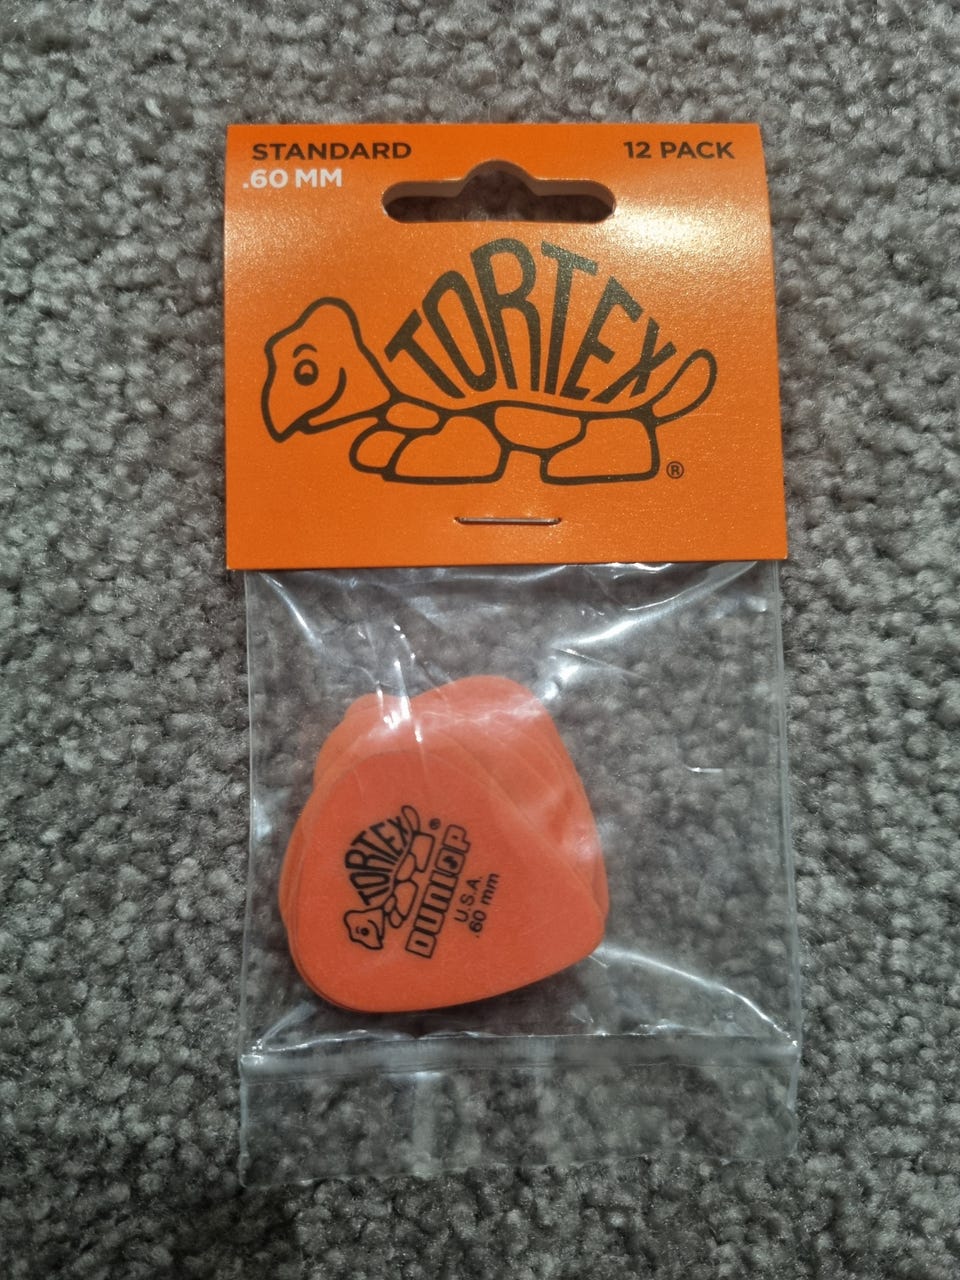 STANDARD
12 PACK
.60 MM
TORTEX
®
TORTEX
®
DUNLOP
U.S.A.
.60 mm